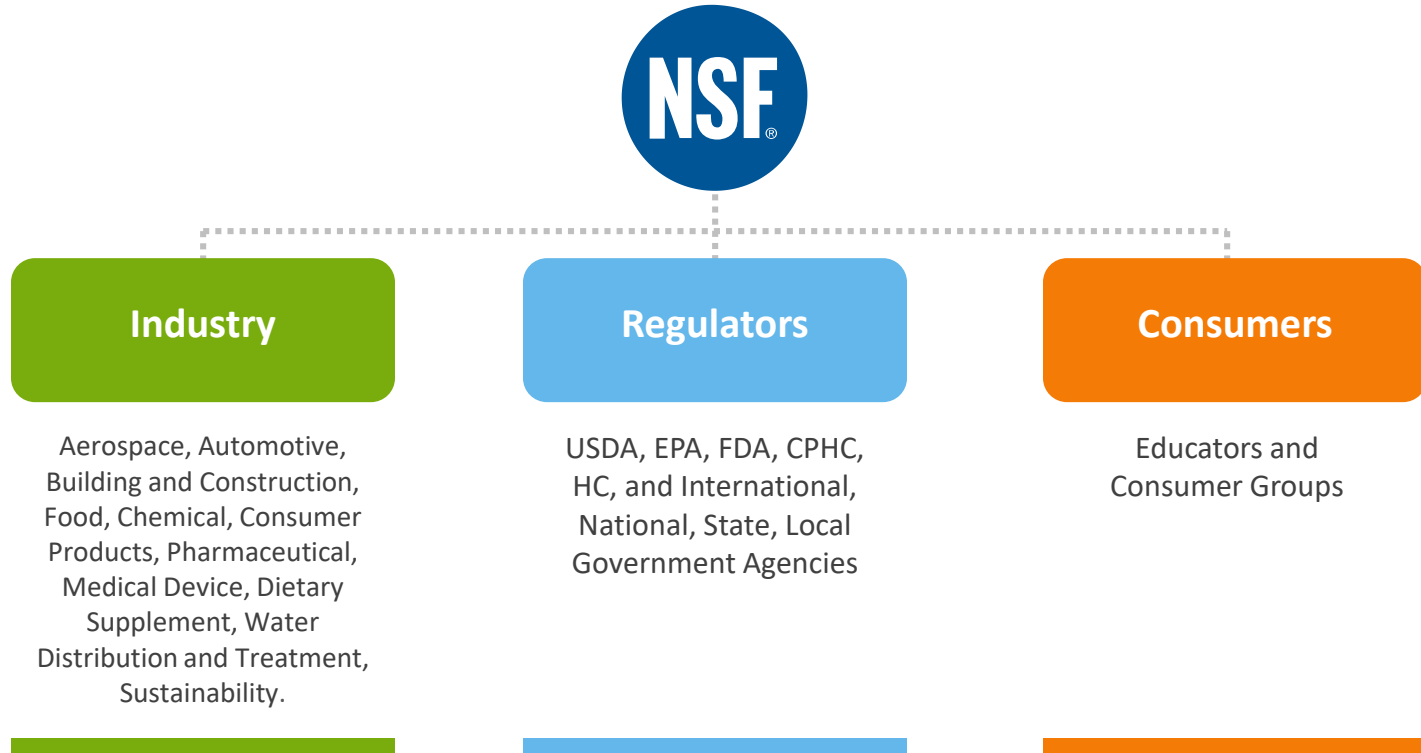 NSF®
Industry
Aerospace, Automotive,
Building and Construction,
Food, Chemical, Consumer
Products, Pharmaceutical,
Medical Device, Dietary
Supplement, Water
Distribution and Treatment,
Sustainability.
Regulators
USDA, EPA, FDA, CPHC,
HC, and International,
National, State, Local
Government Agencies
Consumers
Educators and
Consumer Groups